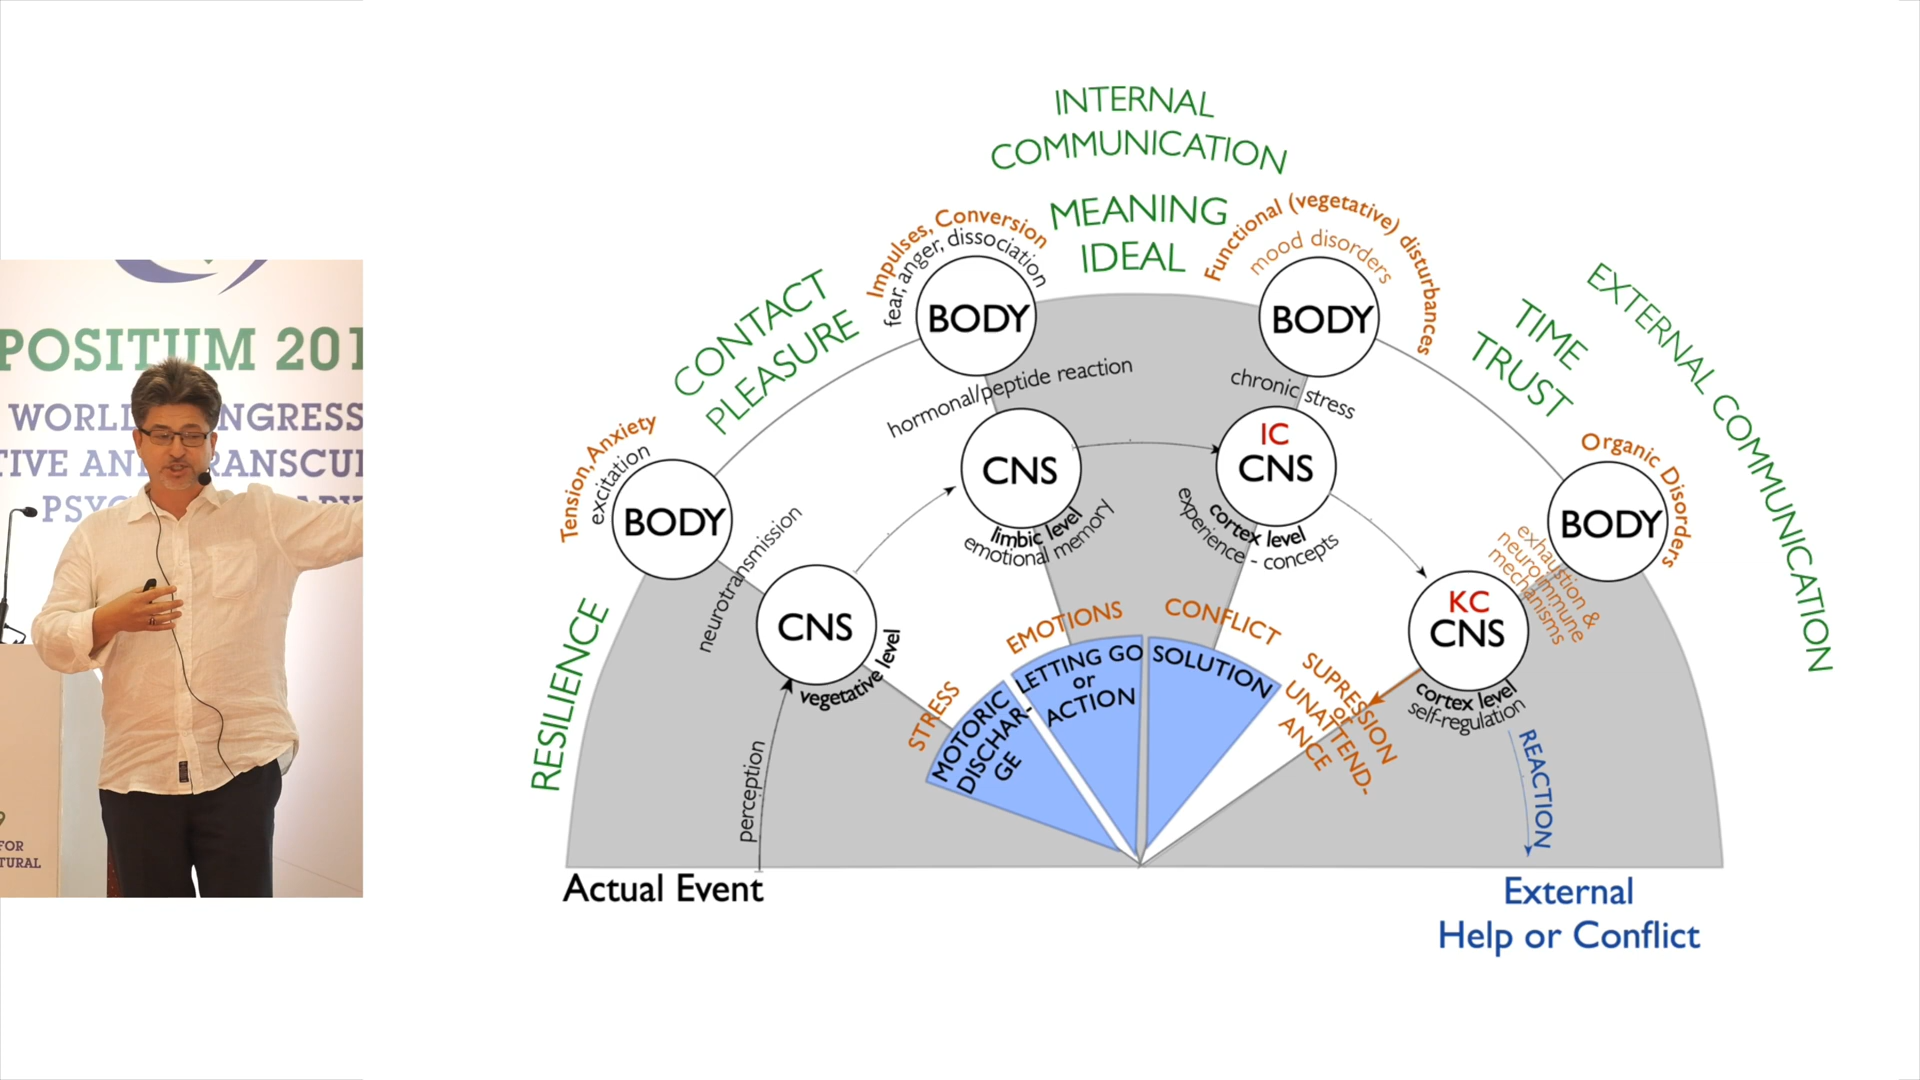 POSITUM 201
WORL NGRESS
TIVE AN RANSCUL
PSYC
FOR
TURAL
INTERNAL
COMMUNICATION
MEANING
IDEAL
CONTACT
PLEASURE
RESILIENCE
TIME
TRUST
EXTERNAL COMMUNICATION
Tension, Anxiety
excitation
BODY
Impulses, Conversion
fear, anger, dissociation
BODY
Functional (vegetative) disturbances
mood disorders
BODY
Organic Disorders
BODY
exhaustion &
neuroimmune
mechanisms
neurotransmission
hormonal/peptide reaction
chronic stress
CNS
vegetative level
CNS
limbic level
emotional memory
IC
CNS
cortex level
experience - concepts
KC
CNS
cortex level
self-regulation
perception
STRESS
EMOTIONS
CONFLICT
SUPRESSION
or
UNATTEND-
ANCE
MOTORIC
DISCHAR-
GE
LETTING GO
or
ACTION
SOLUTION
REACTION
Actual Event
External
Help or Conflict